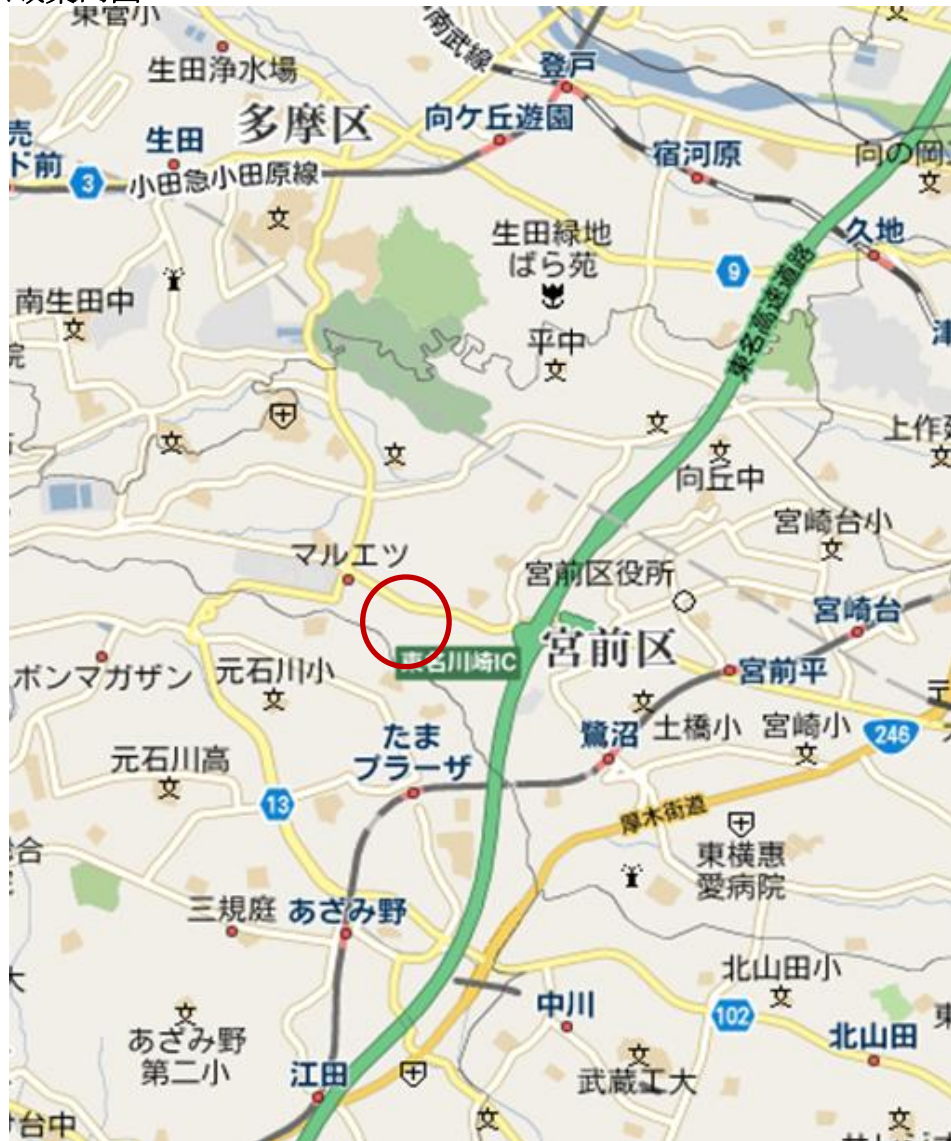 東菅小
南武線
生田浄水場
登戸
多摩区
向ケ丘遊園
生田
宿河原
ド前
3
小田急小田原線
久地
生田緑地
ばら苑
9
東名高速道路
南生田中
平中
院
向丘中
宮崎台小
マルエツ
宮前区役所
宮崎台
東名川崎IC
宮前区
ボンマガザン
元石川小
宮前平
たま
プラーザ
鷺沼
土橋小
宮崎小
246
元石川高
13
厚木街道
東横恵
愛病院
三規庭
あざみ野
北山田小
中川
102
北山田
あざみ野
第二小
江田
武蔵工大
台中